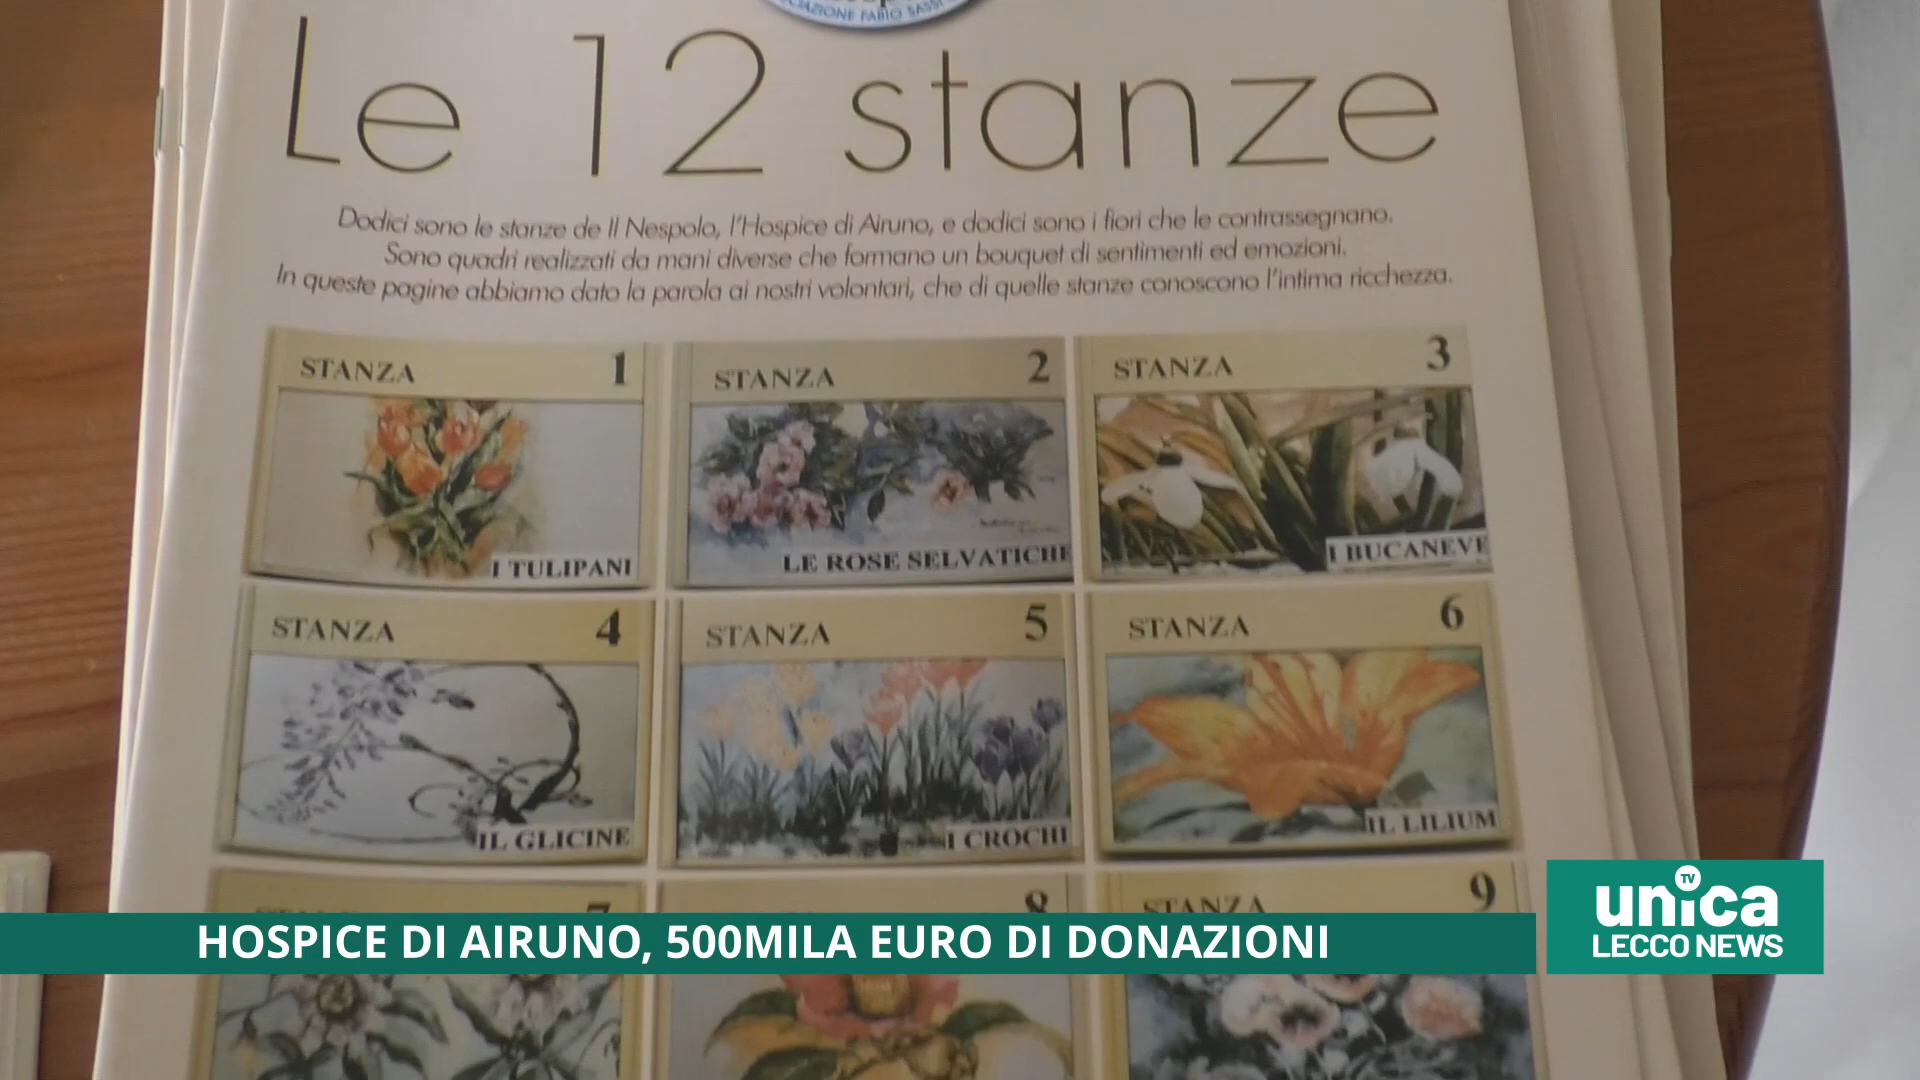 ASSOCIAZIONE FABIO SASSI
Le 12 stanze
Dodici sono le stanze de Il Nespolo, l'Hospice di Airuno, e dodici sono i fiori che le contrassegnano.
Sono quadri realizzati da mani diverse che formano un bouquet di sentimenti ed emozioni.
In queste pagine abbiamo dato la parola ai nostri volontari, che di quelle stanze conoscono l'intima ricchezza.
STANZA 1
I TULIPANI
STANZA 2
LE ROSE SELVATICHE
STANZA 3
I BUCANEVE
STANZA 4
IL GLICINE
STANZA 5
I CROCHI
STANZA 6
IL LILIUM
7
8
STANZA 9
HOSPICE DI AIRUNO, 500MILA EURO DI DONAZIONI
unica TV
LECCO NEWS